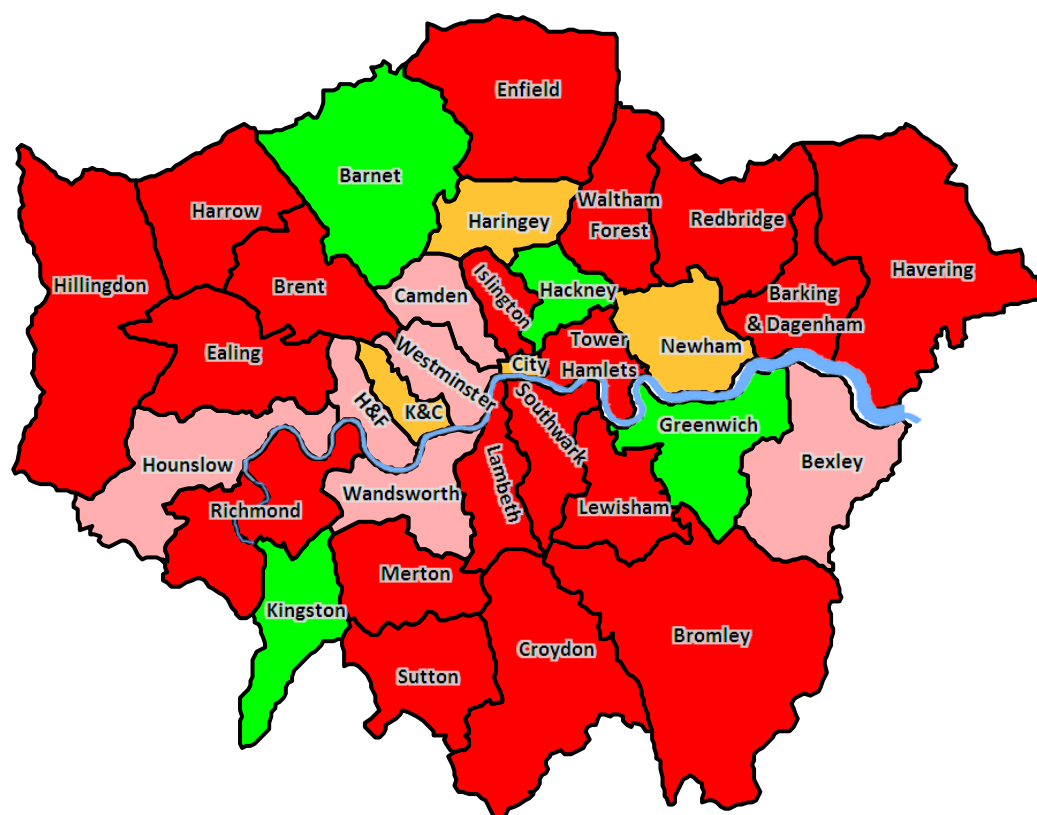 Enfield
Barnet
Harrow
Haringey
Waltham
Forest
Redbridge
Hillingdon
Brent
Camden
Islington
Hackney
Barking
& Dagenham
Havering
Ealing
Westminster
City
Tower
Hamlets
Newham
H&F
K&C
Southwark
Greenwich
Hounslow
Wandsworth
Lambeth
Bexley
Richmond
Lewisham
Merton
Kingston
Croydon
Bromley
Sutton